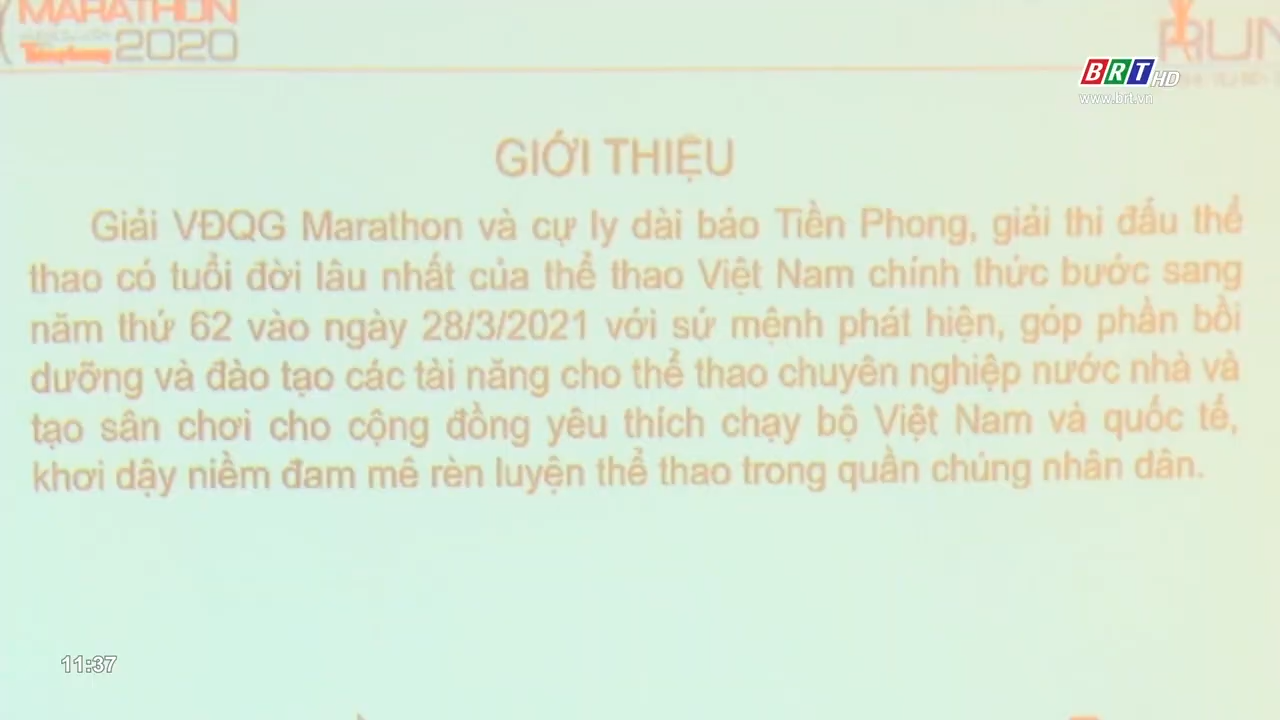 MARATHON
2020
RUN
BRT HD
www.brt.vn
GIỚI THIỆU
Giải VĐQG Marathon và cự ly dài báo Tiền Phong, giải thi đấu thể
thao có tuổi đời lâu nhất của thể thao Việt Nam chính thức bước sang
năm thứ 62 vào ngày 28/3/2021 với sứ mệnh phát hiện, góp phần bồi
dưỡng và đào tạo các tài năng cho thể thao chuyên nghiệp nước nhà và
tạo sân chơi cho cộng đồng yêu thích chạy bộ Việt Nam và quốc tế,
khơi dậy niềm đam mê rèn luyện thể thao trong quần chúng nhân dân.
11:37